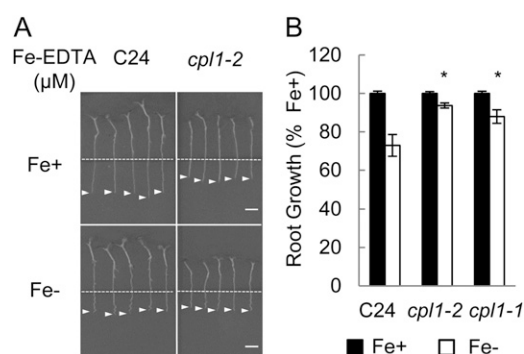 A
Fe-EDTA (µM)
C24
cpl1-2
Fe+
Fe-
B
Root Growth (% Fe+)
120
100
80
60
40
20
0
*
*
C24 cpl1-2 cpl1-1
Fe+ Fe-